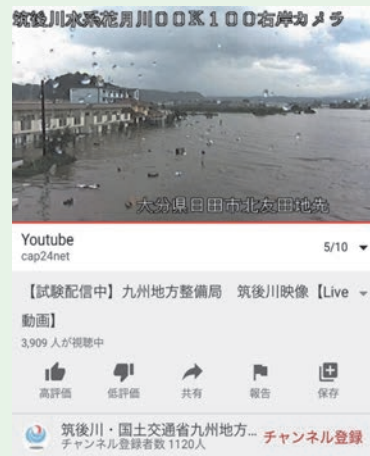 筑後川水系花月川00K100右岸カメラ
大分県日田市北友田地先
Youtube
cap24net
5/10
【試験配信中】九州地方整備局 筑後川映像【Live
動画】
3,909 人が視聴中
高評価
低評価
共有
報告
保存
筑後川・国土交通省九州地方...
チャンネル登録者数 1120人
チャンネル登録